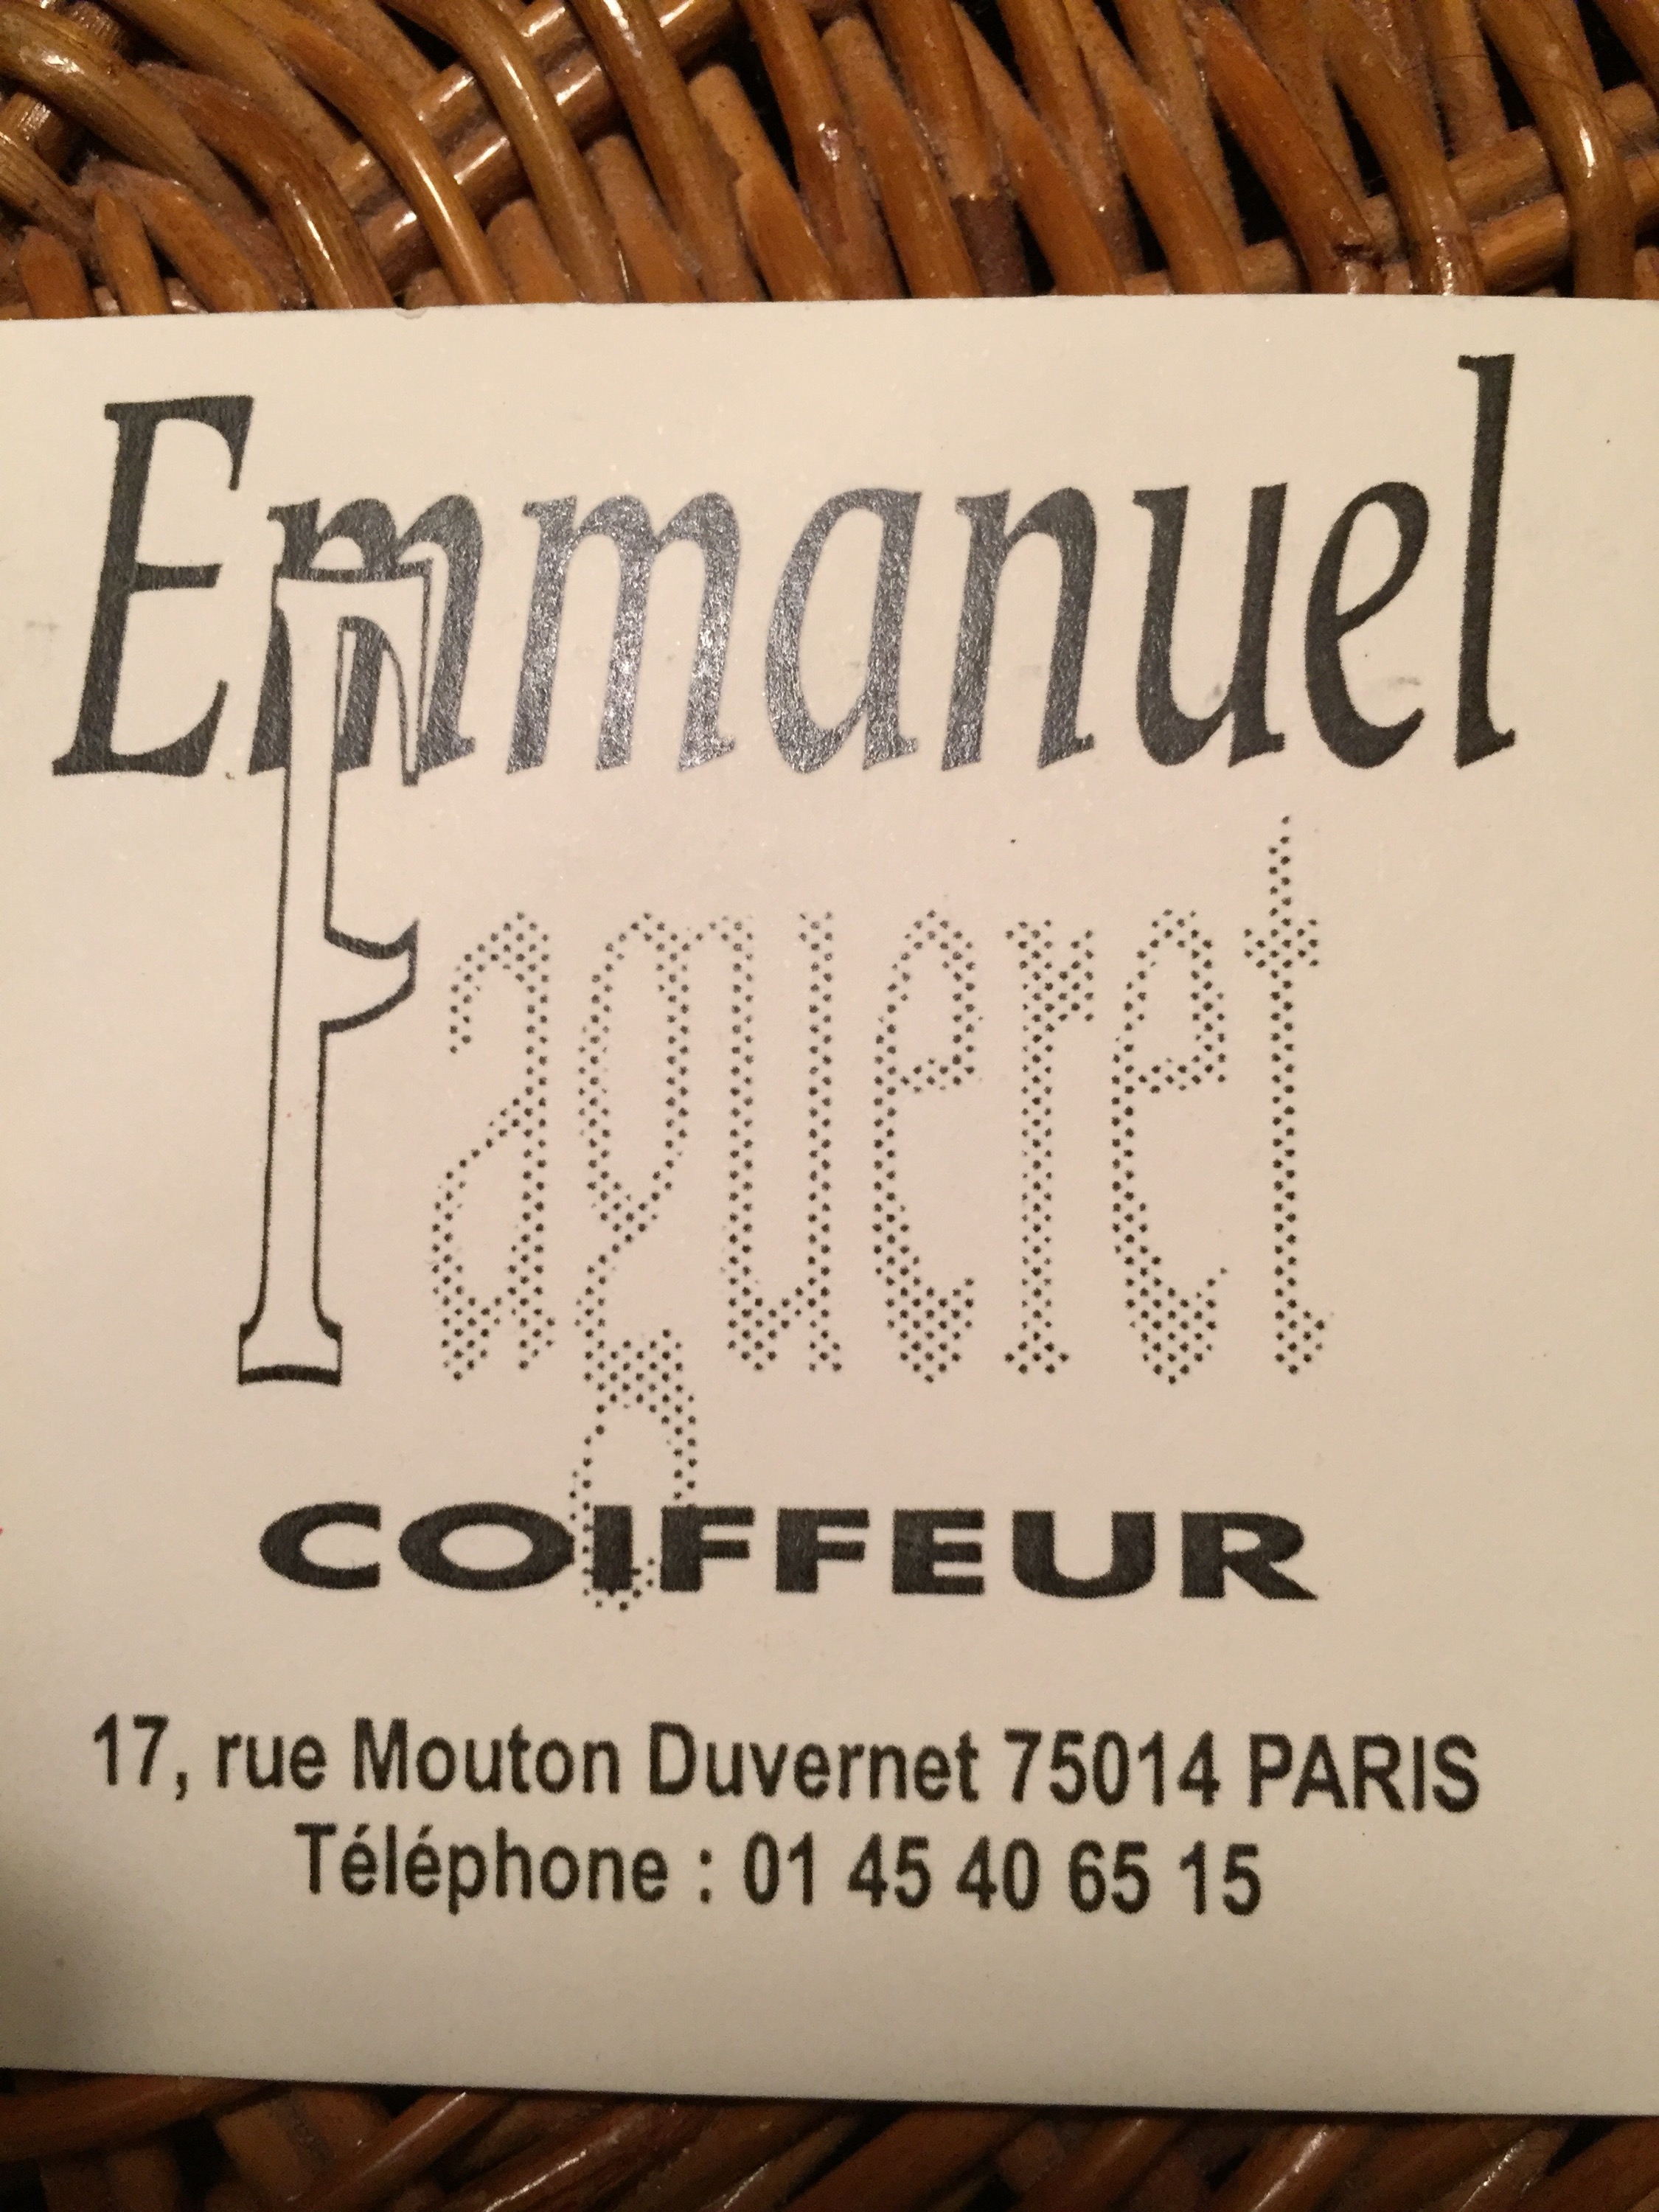 Emmanuel
Fagueret
COIFFEUR
17, rue Mouton Duvernet 75014 PARIS
Téléphone : 01 45 40 65 15